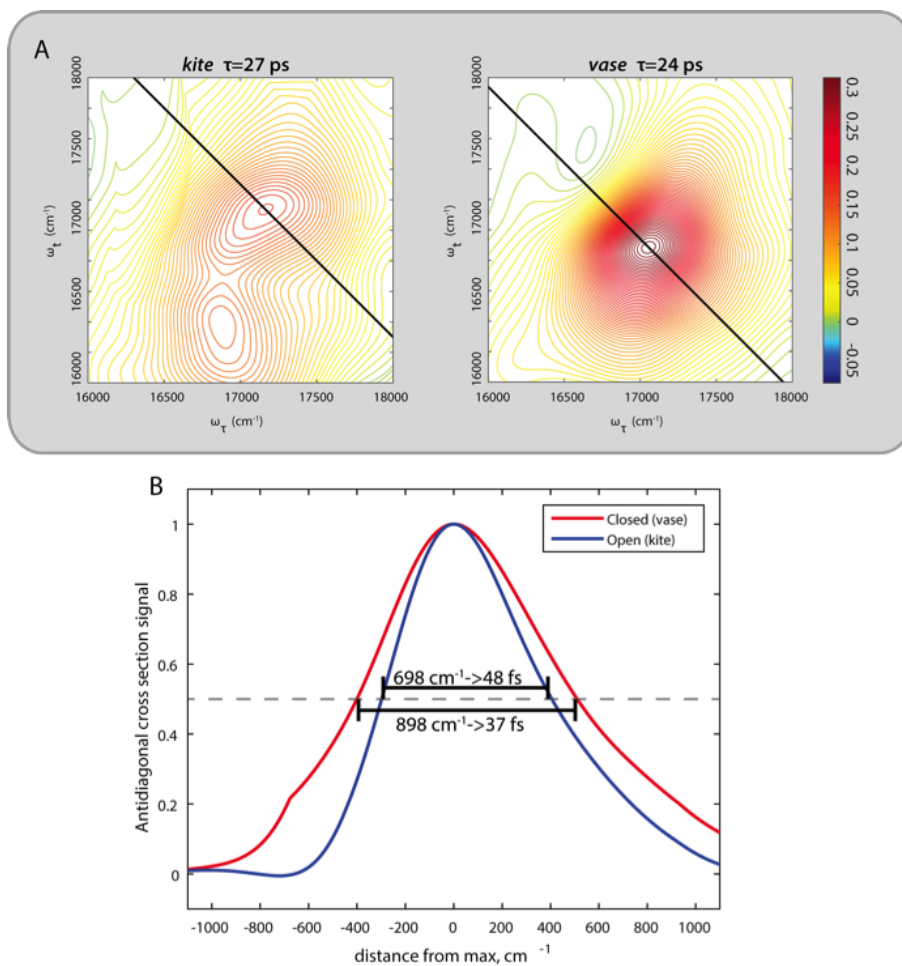 A
kite τ=27 ps
vase τ=24 ps
18000
17500
17000
16500
16000
ω_t (cm⁻¹)
16000 16500 17000 17500 18000
ω_τ (cm⁻¹)
18000
17500
17000
16500
16000
ω_t (cm⁻¹)
16000 16500 17000 17500 18000
ω_τ (cm⁻¹)
0.3
0.25
0.2
0.15
0.1
0.05
0
-0.05
B
Closed (vase)
Open (kite)
Antidiagonal cross section signal
1
0.8
0.6
0.4
0.2
0
698 cm⁻¹->48 fs
898 cm⁻¹->37 fs
-1000 -800 -600 -400 -200 0 200 400 600 800 1000
distance from max, cm⁻¹